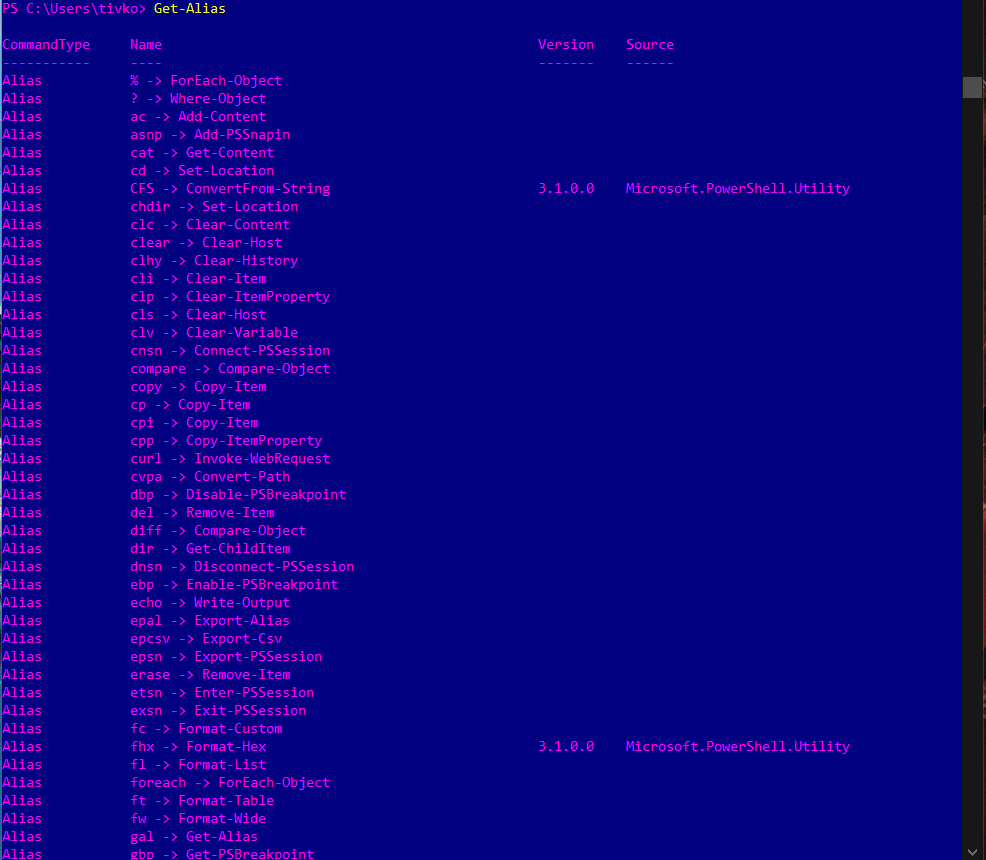 PS C:\Users\tivko> Get-Alias
CommandType Name Version Source
----------- ---- ------- ------
Alias % -> ForEach-Object
Alias ? -> Where-Object
Alias ac -> Add-Content
Alias asnp -> Add-PSSnapin
Alias cat -> Get-Content
Alias cd -> Set-Location
Alias CFS -> ConvertFrom-String 3.1.0.0 Microsoft.PowerShell.Utility
Alias chdir -> Set-Location
Alias clc -> Clear-Content
Alias clear -> Clear-Host
Alias clhy -> Clear-History
Alias cli -> Clear-Item
Alias clp -> Clear-ItemProperty
Alias cls -> Clear-Host
Alias clv -> Clear-Variable
Alias cnsn -> Connect-PSSession
Alias compare -> Compare-Object
Alias copy -> Copy-Item
Alias cp -> Copy-Item
Alias cpi -> Copy-Item
Alias cpp -> Copy-ItemProperty
Alias curl -> Invoke-WebRequest
Alias cvpa -> Convert-Path
Alias dbp -> Disable-PSBreakpoint
Alias del -> Remove-Item
Alias diff -> Compare-Object
Alias dir -> Get-ChildItem
Alias dnsn -> Disconnect-PSSession
Alias ebp -> Enable-PSBreakpoint
Alias echo -> Write-Output
Alias epal -> Export-Alias
Alias epcsv -> Export-Csv
Alias epsn -> Export-PSSession
Alias erase -> Remove-Item
Alias etsn -> Enter-PSSession
Alias exsn -> Exit-PSSession
Alias fc -> Format-Custom
Alias fhx -> Format-Hex 3.1.0.0 Microsoft.PowerShell.Utility
Alias fl -> Format-List
Alias foreach -> ForEach-Object
Alias ft -> Format-Table
Alias fw -> Format-Wide
Alias gal -> Get-Alias
Alias gbp -> Get-PSBreakpoint